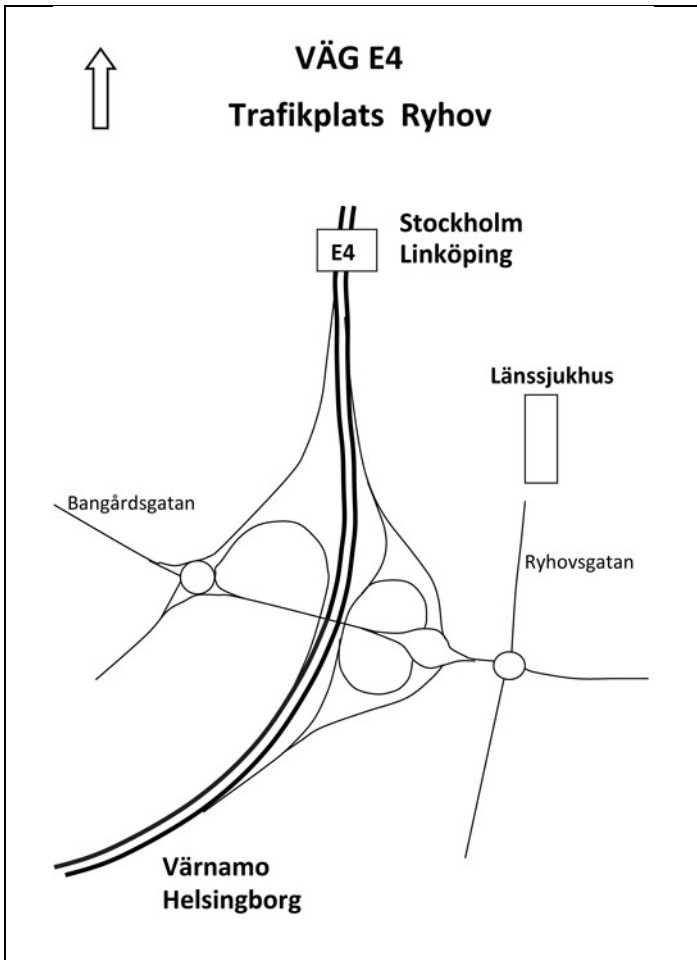 VÄG E4
Trafikplats Ryhov
Stockholm
Linköping
E4
Länssjukhus
Bangårdsgatan
Ryhovsgatan
Värnamo
Helsingborg